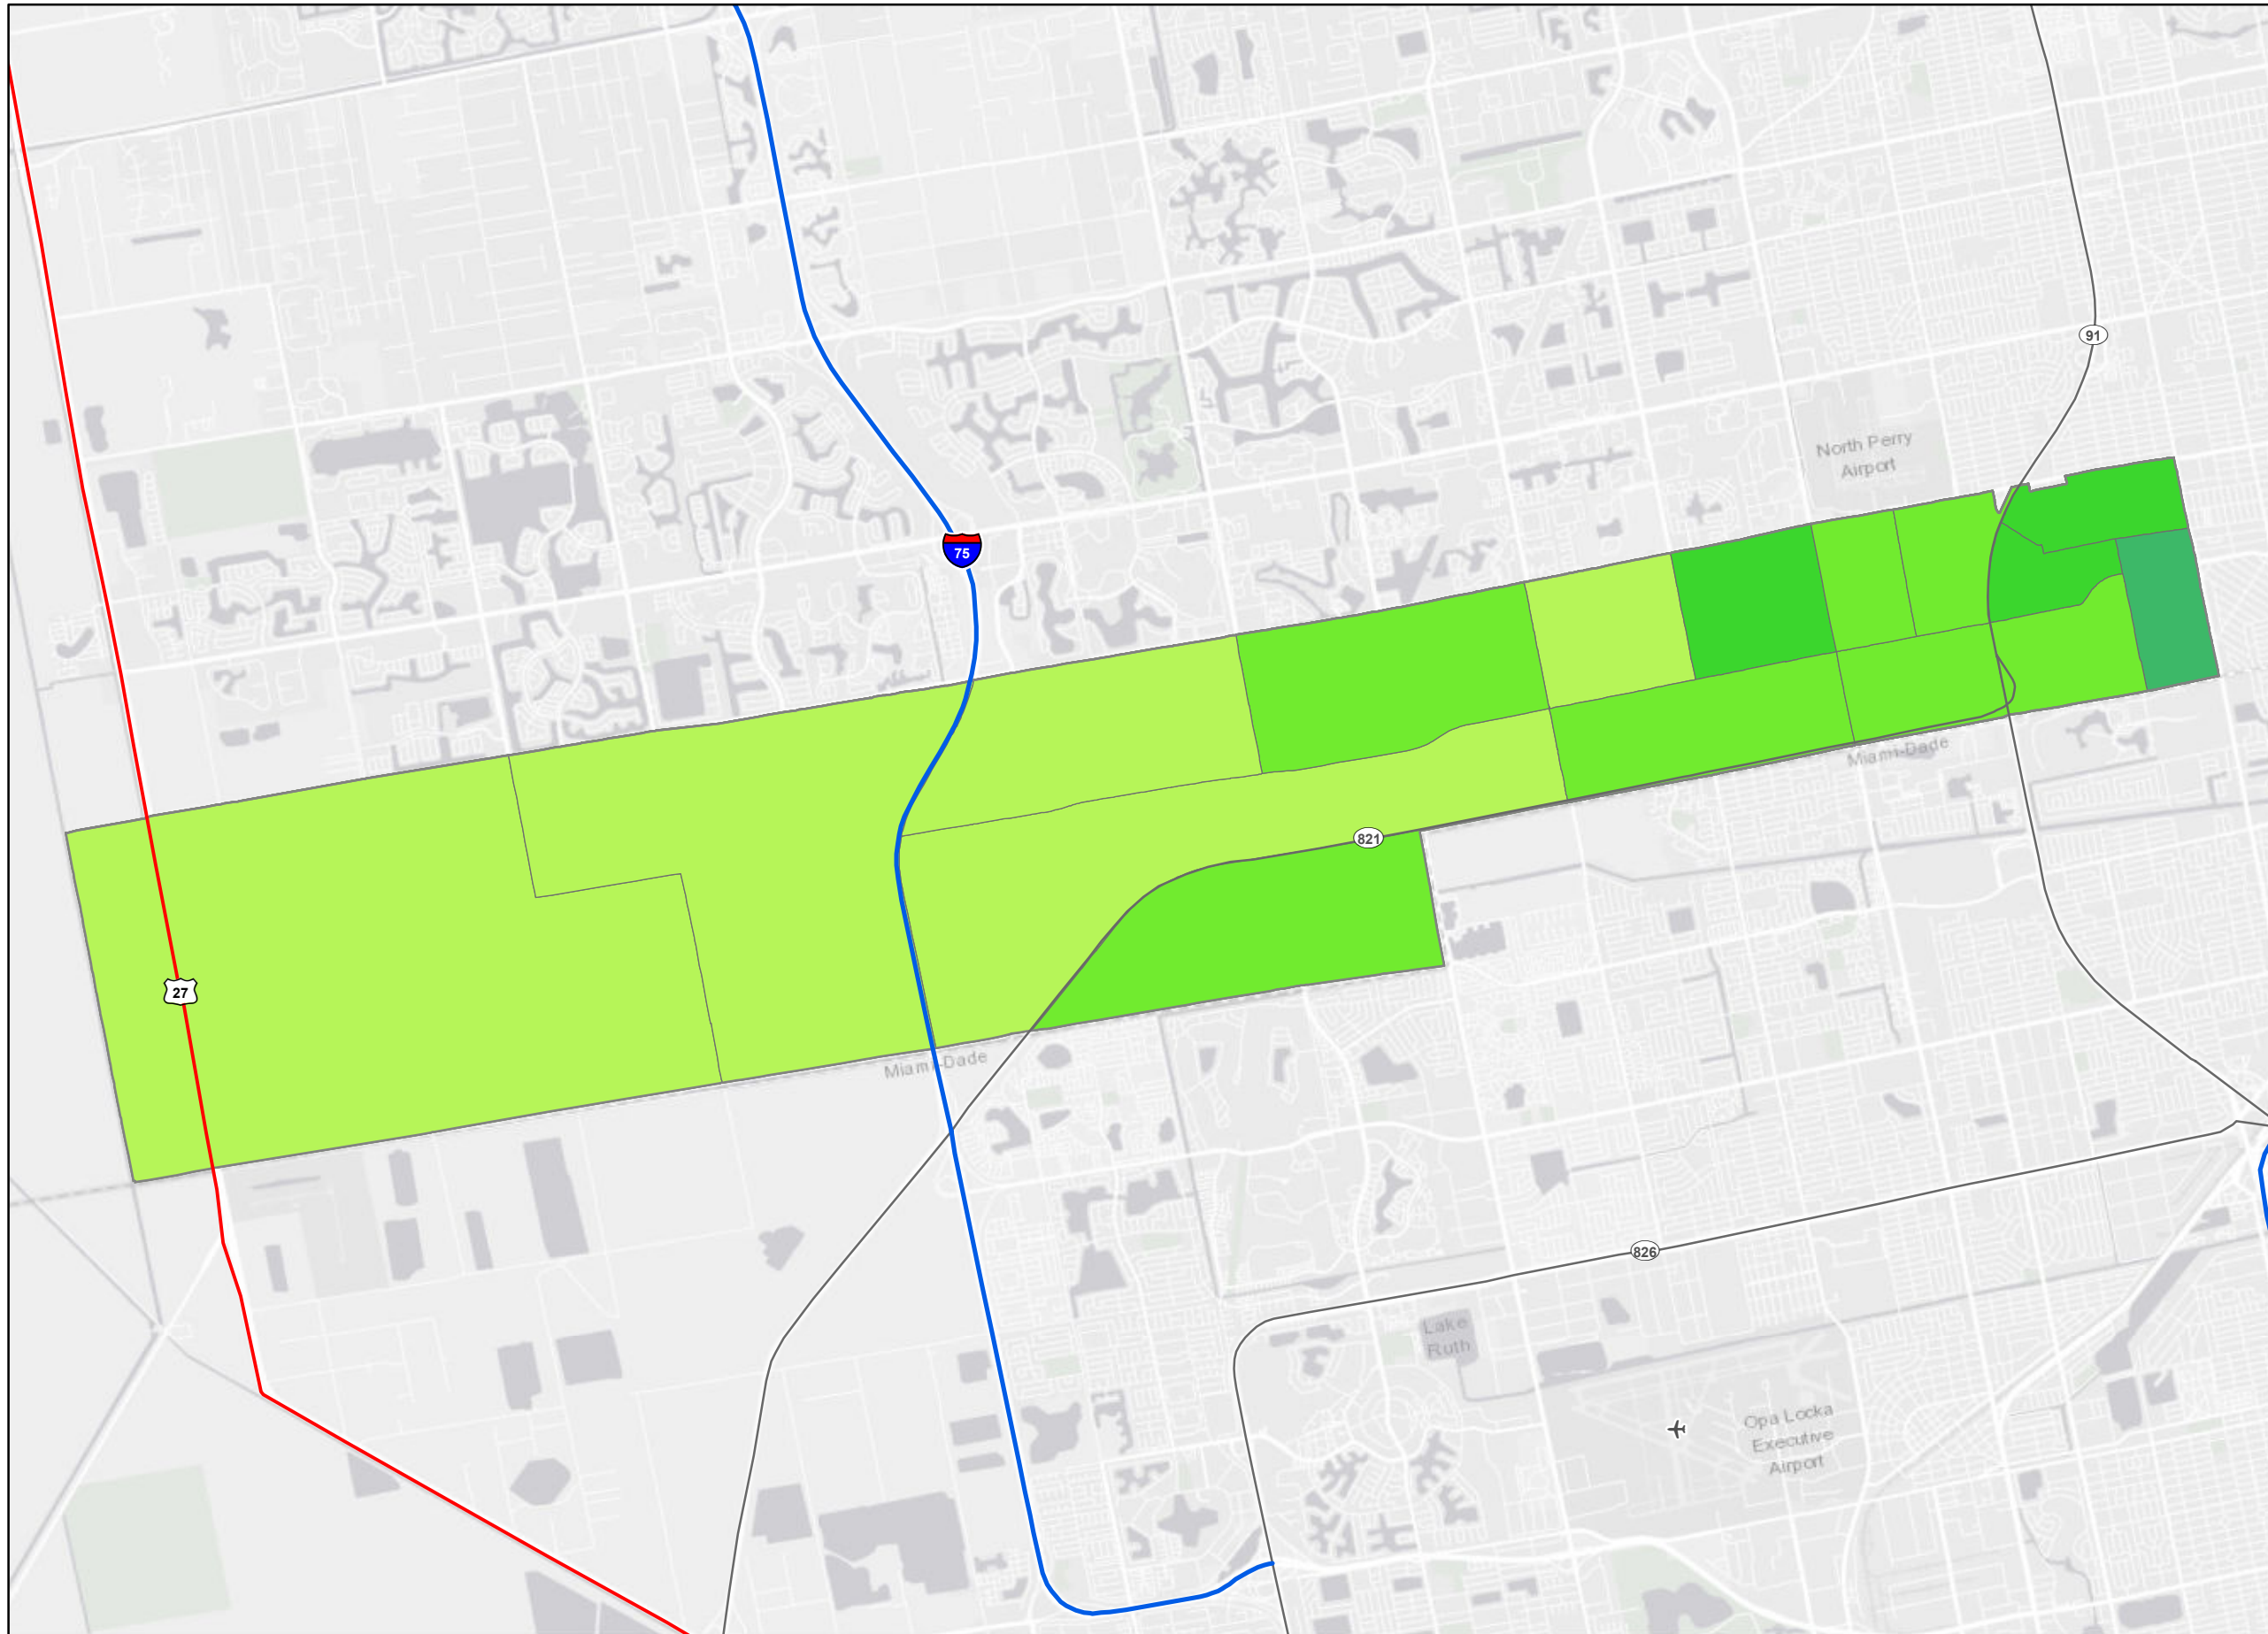 91
North Perry
Airport
75
Miami-Dade
821
27
Miami-Dade
826
Lake
Ruth
Opa Locka
Executive
Airport